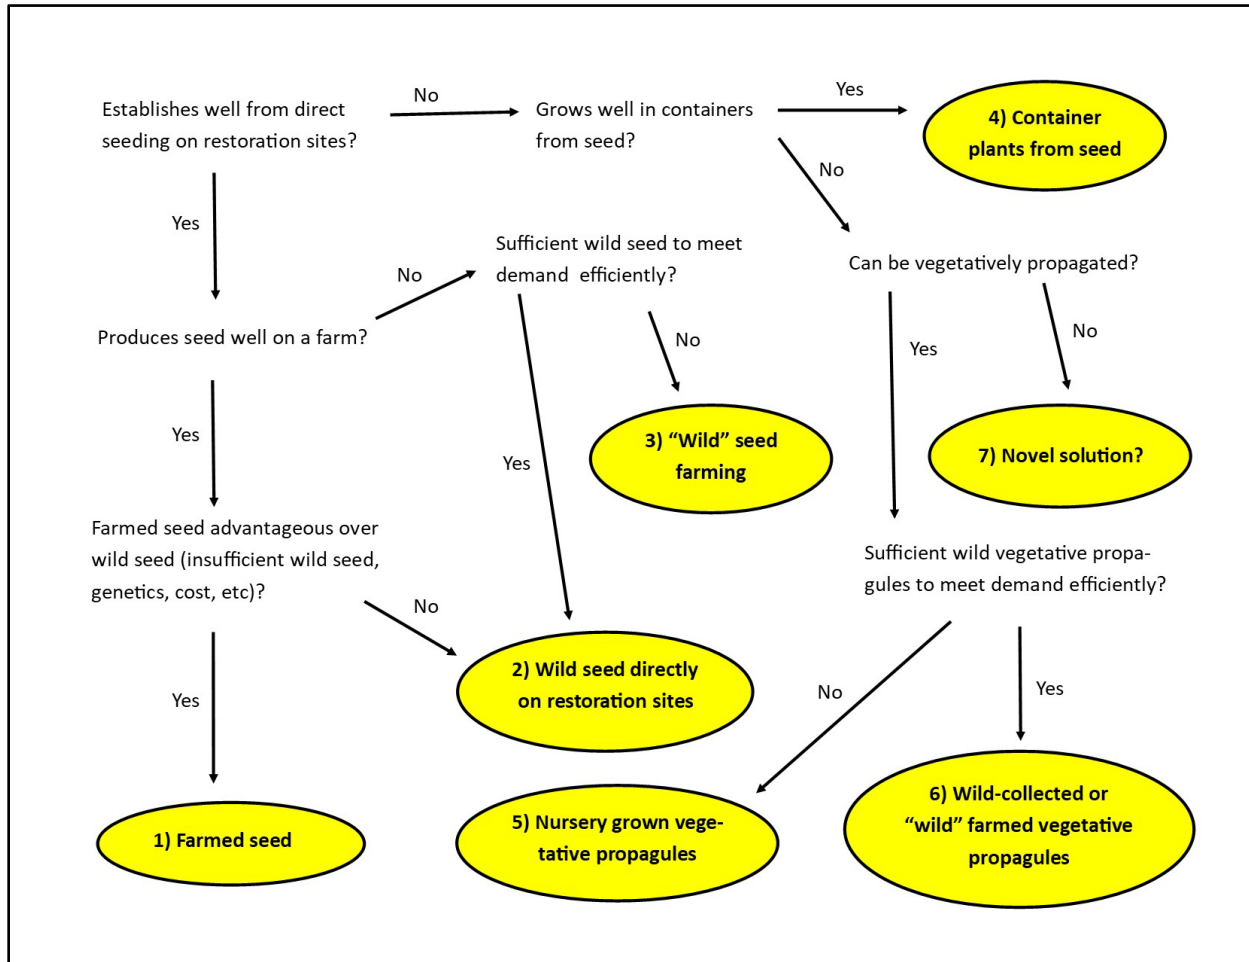 Establishes well from direct
seeding on restoration sites?
No
Grows well in containers
from seed?
Yes
4) Container
plants from seed
Yes
No
Sufficient wild seed to meet
demand efficiently?
No
Can be vegetatively propagated?
Produces seed well on a farm?
No
Yes
No
3) “Wild” seed
farming
7) Novel solution?
Yes
Yes
Farmed seed advantageous over
wild seed (insufficient wild seed,
genetics, cost, etc)?
Sufficient wild vegetative propa-
gules to meet demand efficiently?
No
2) Wild seed directly
on restoration sites
Yes
No
Yes
1) Farmed seed
5) Nursery grown vege-
tative propagules
6) Wild-collected or
“wild” farmed vegetative
propagules